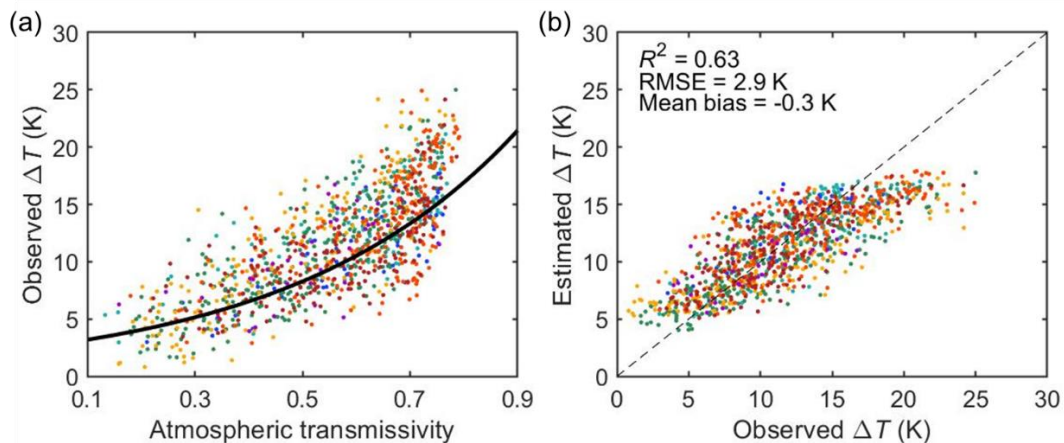 (a)
30
25
20
15
10
5
0
Observed ΔT (K)
0.1 0.3 0.5 0.7 0.9
Atmospheric transmissivity
(b)
R² = 0.63
RMSE = 2.9 K
Mean bias = -0.3 K
30
25
20
15
10
5
0
Estimated ΔT (K)
0 5 10 15 20 25 30
Observed ΔT (K)